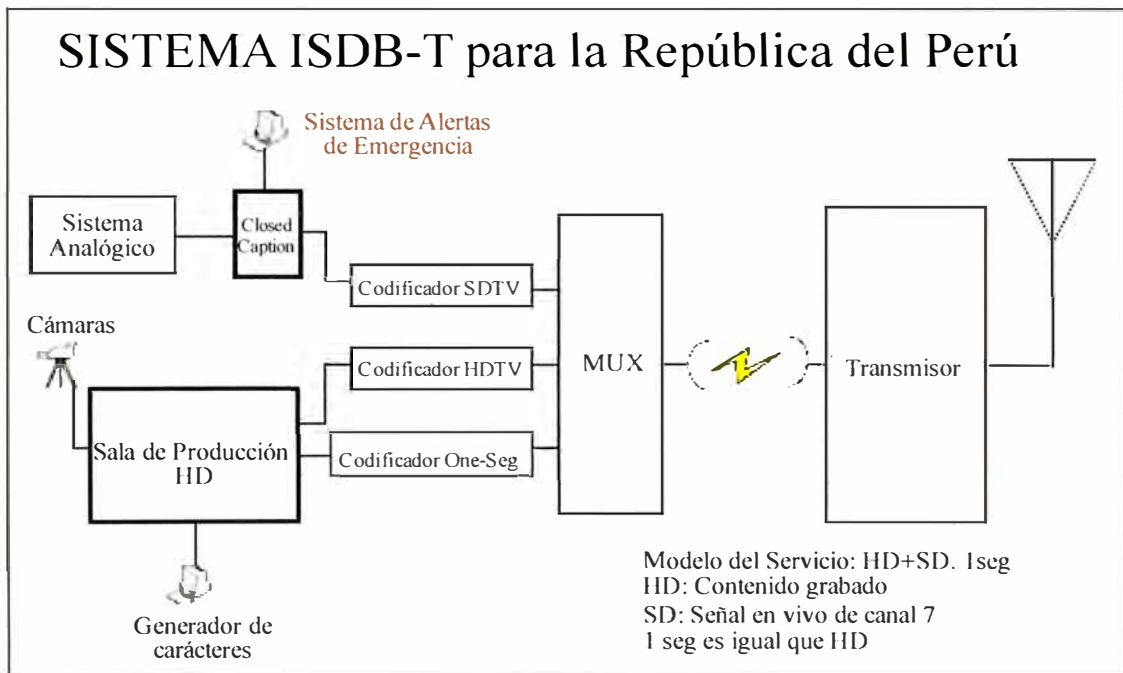 SISTEMA ISDB-T para la República del Perú
Sistema de Alertas
de Emergencia
Sistema
Analógico
Closed
Caption
Codificador SDTV
Cámaras
Codificador HDTV
MUX
Transmisor
Sala de Producción
HD
Codificador One-Seg
Generador de
carácteres
Modelo del Servicio: HD+SD. 1seg
HD: Contenido grabado
SD: Señal en vivo de canal 7
1 seg es igual que HD